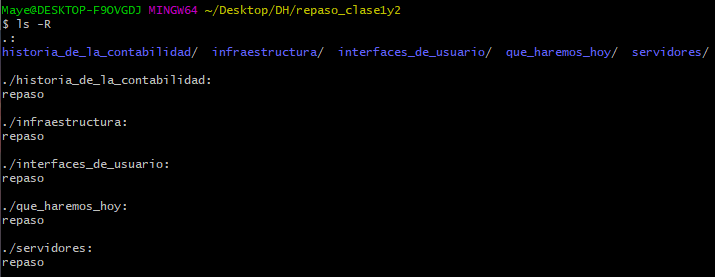 Maye@DESKTOP-F9OVGDJ MINGW64 ~/Desktop/DH/repaso_clase1y2
$ ls -R
.:
historia_de_la_contabilidad/  infraestructura/  interfaces_de_usuario/  que_haremos_hoy/  servidores/

./historia_de_la_contabilidad:
repaso

./infraestructura:
repaso

./interfaces_de_usuario:
repaso

./que_haremos_hoy:
repaso

./servidores:
repaso